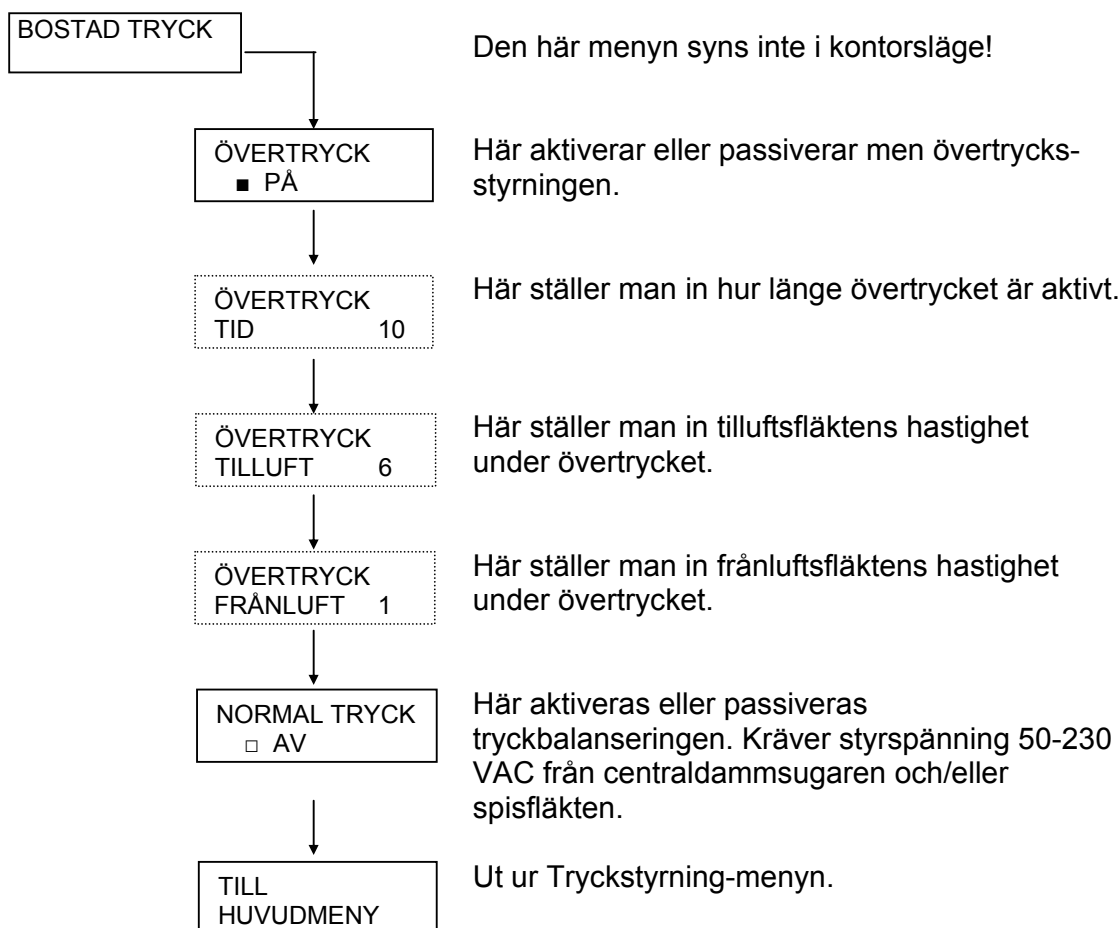 BOSTAD TRYCK
Den här menyn syns inte i kontorsläge!
ÖVERTRYCK
■ PÅ
Här aktiverar eller passiverar men övertrycks-
styrningen.
ÖVERTRYCK
TID 10
Här ställer man in hur länge övertrycket är aktivt.
ÖVERTRYCK
TILLUFT 6
Här ställer man in tilluftsfläktens hastighet
under övertrycket.
ÖVERTRYCK
FRÅNLUFT 1
Här ställer man in frånluftsfläktens hastighet
under övertrycket.
NORMAL TRYCK
□ AV
Här aktiveras eller passiveras
tryckbalanseringen. Kräver styrspänning 50-230
VAC från centraldammsugaren och/eller
spisfläkten.
TILL
HUVUDMENY
Ut ur Tryckstyrning-menyn.